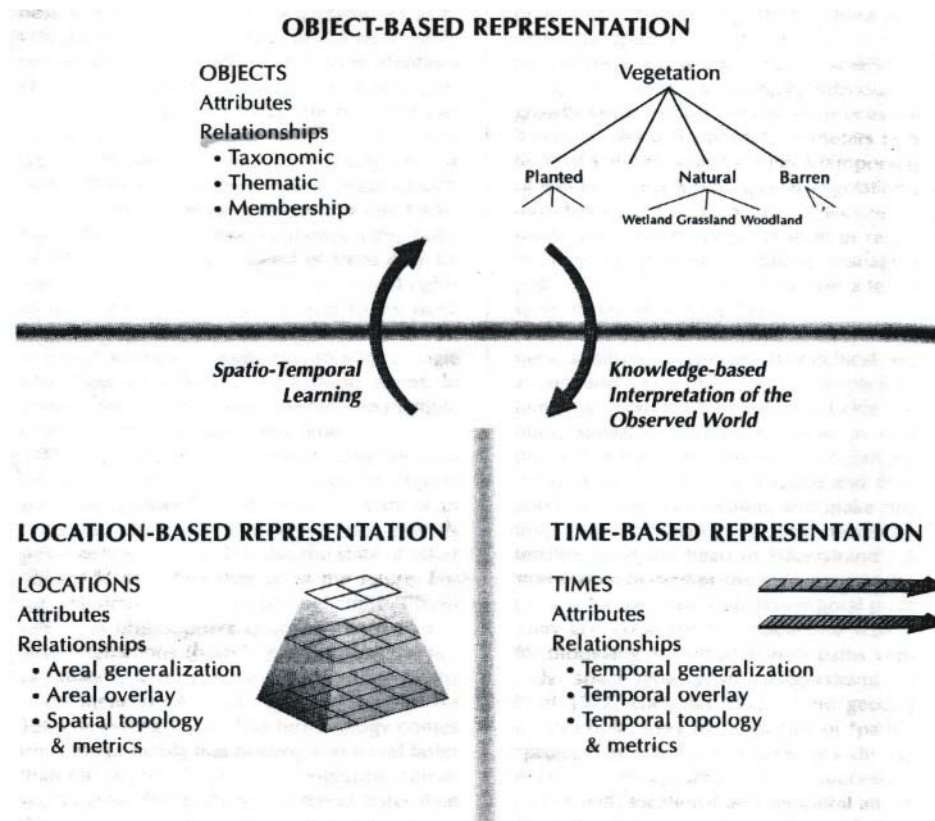 OBJECT-BASED REPRESENTATION
OBJECTS
Attributes
Relationships
• Taxonomic
• Thematic
• Membership
Vegetation
Planted Natural Barren
Wetland Grassland Woodland
Spatio-Temporal
Learning
Knowledge-based
Interpretation of the
Observed World
LOCATION-BASED REPRESENTATION
LOCATIONS
Attributes
Relationships
• Areal generalization
• Areal overlay
• Spatial topology
& metrics
TIME-BASED REPRESENTATION
TIMES
Attributes
Relationships
• Temporal generalization
• Temporal overlay
• Temporal topology
& metrics